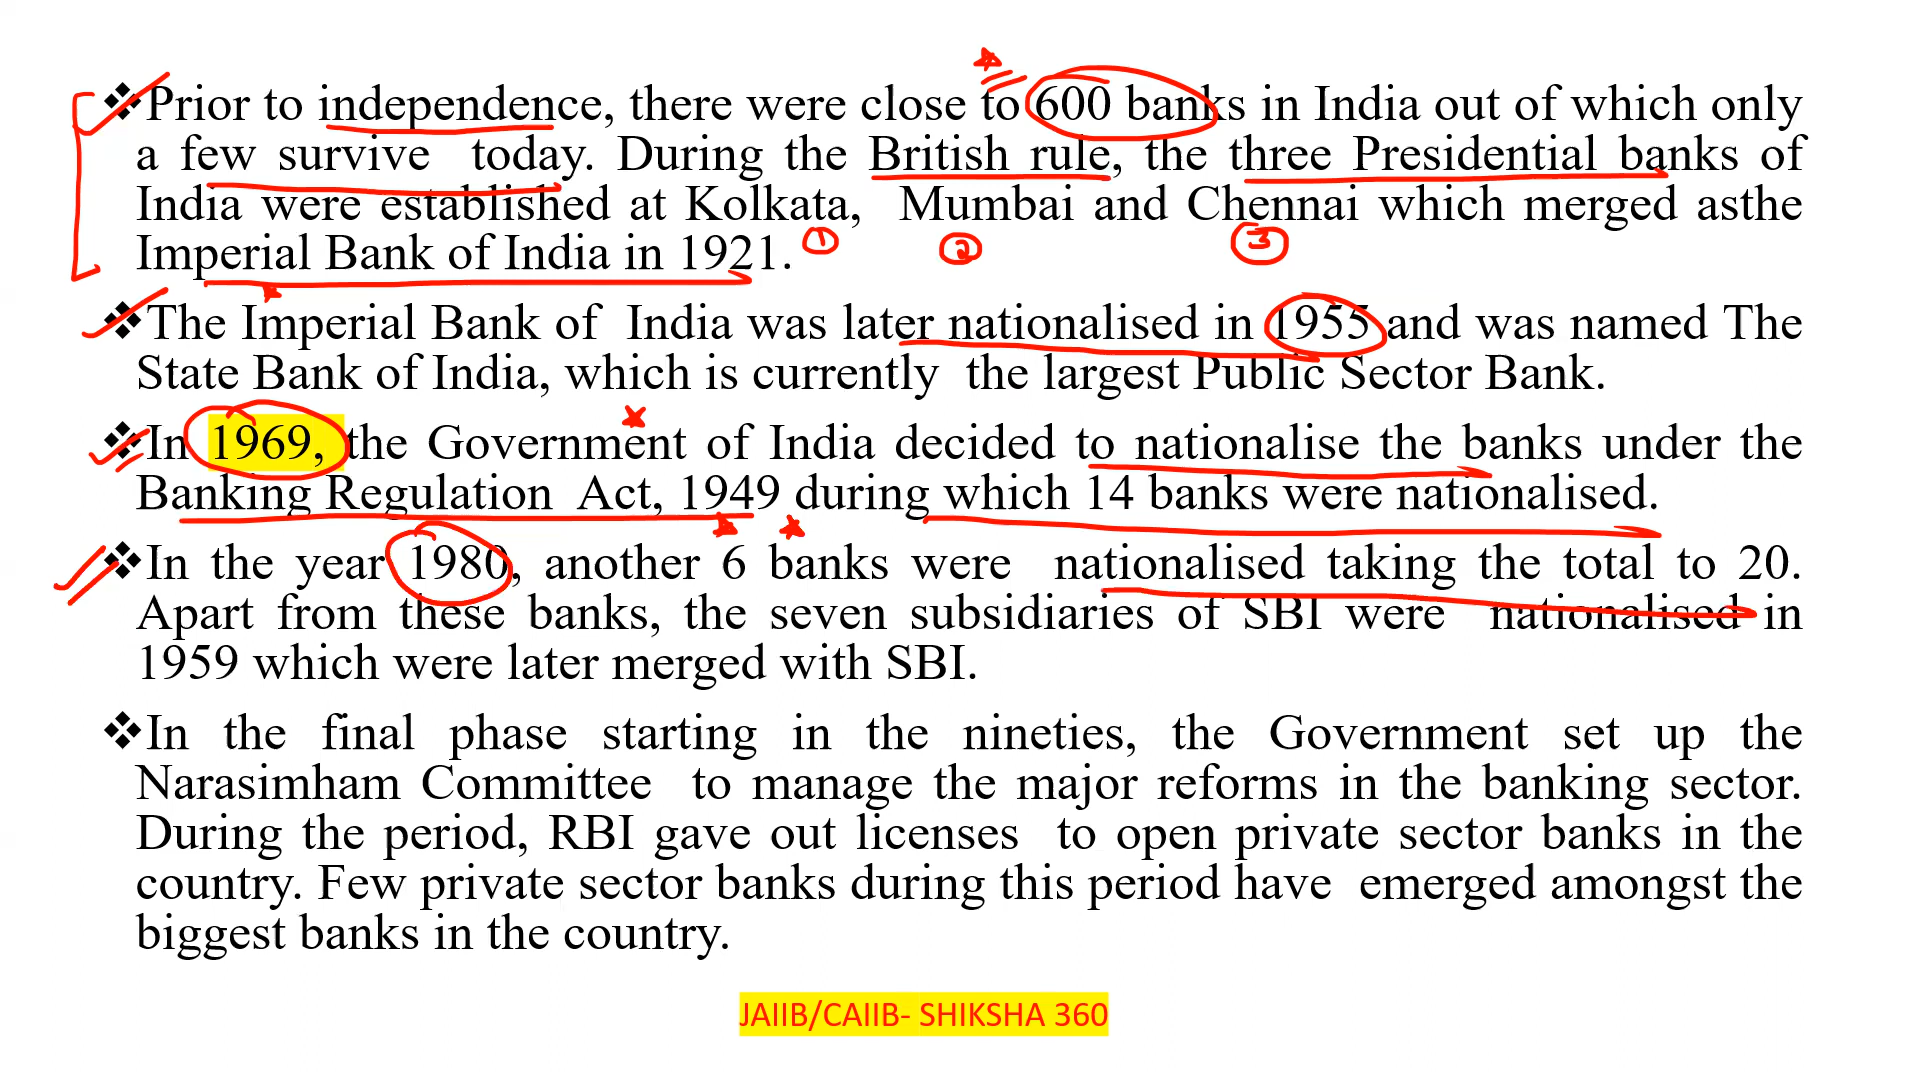 ❖Prior to independence, there were close to 600 banks in India out of which only
a few survive today. During the British rule, the three Presidential banks of
India were established at Kolkata, Mumbai and Chennai which merged asthe
① ② ③
Imperial Bank of India in 1921.
❖The Imperial Bank of India was later nationalised in 1955 and was named The
State Bank of India, which is currently the largest Public Sector Bank.
❖In 1969, the Government of India decided to nationalise the banks under the
Banking Regulation Act, 1949 during which 14 banks were nationalised.
❖In the year 1980, another 6 banks were nationalised taking the total to 20.
Apart from these banks, the seven subsidiaries of SBI were nationalised in
1959 which were later merged with SBI.
❖In the final phase starting in the nineties, the Government set up the
Narasimham Committee to manage the major reforms in the banking sector.
During the period, RBI gave out licenses to open private sector banks in the
country. Few private sector banks during this period have emerged amongst the
biggest banks in the country.
JAIIB/CAIIB- SHIKSHA 360